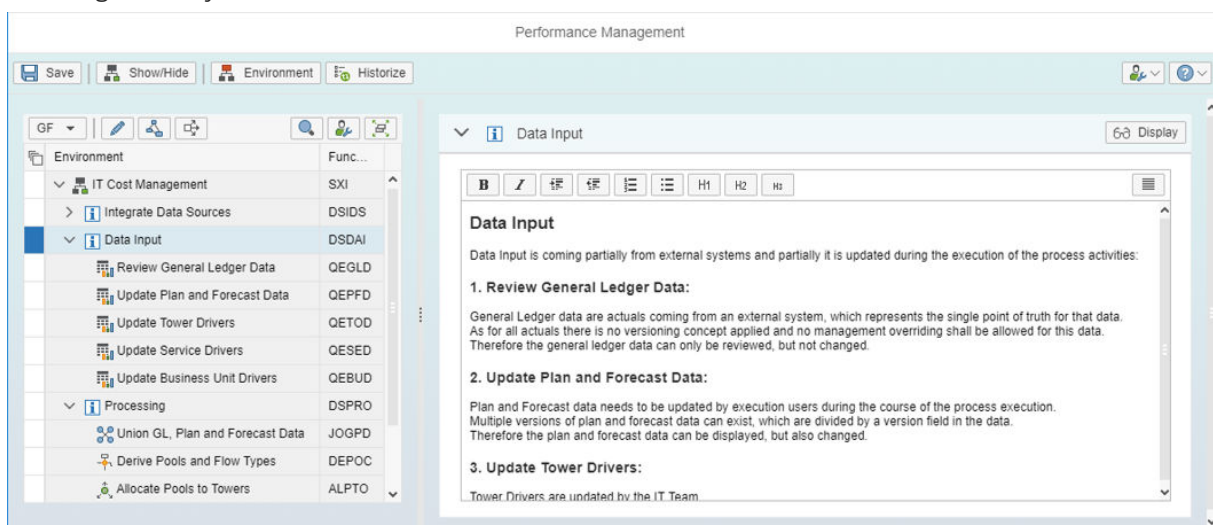 Performance Management
Save Show/Hide Environment Historize
GF
Environment Func...
IT Cost Management SXI
Integrate Data Sources DSIDS
Data Input DSDAI
Review General Ledger Data QEGLD
Update Plan and Forecast Data QEPFD
Update Tower Drivers QETOD
Update Service Drivers QESED
Update Business Unit Drivers QEBUD
Processing DSPRO
Union GL, Plan and Forecast Data JOGPD
Derive Pools and Flow Types DEPOC
Allocate Pools to Towers ALPTO
Data Input Display
B I H1 H2 H3
Data Input
Data Input is coming partially from external systems and partially it is updated during the execution of the process activities:
1. Review General Ledger Data:
General Ledger data are actuals coming from an external system, which represents the single point of truth for that data.
As for all actuals there is no versioning concept applied and no management overriding shall be allowed for this data.
Therefore the general ledger data can only be reviewed, but not changed.
2. Update Plan and Forecast Data:
Plan and Forecast data needs to be updated by execution users during the course of the process execution.
Multiple versions of plan and forecast data can exist, which are divided by a version field in the data.
Therefore the plan and forecast data can be displayed, but also changed.
3. Update Tower Drivers:
Tower Drivers are updated by the IT Team